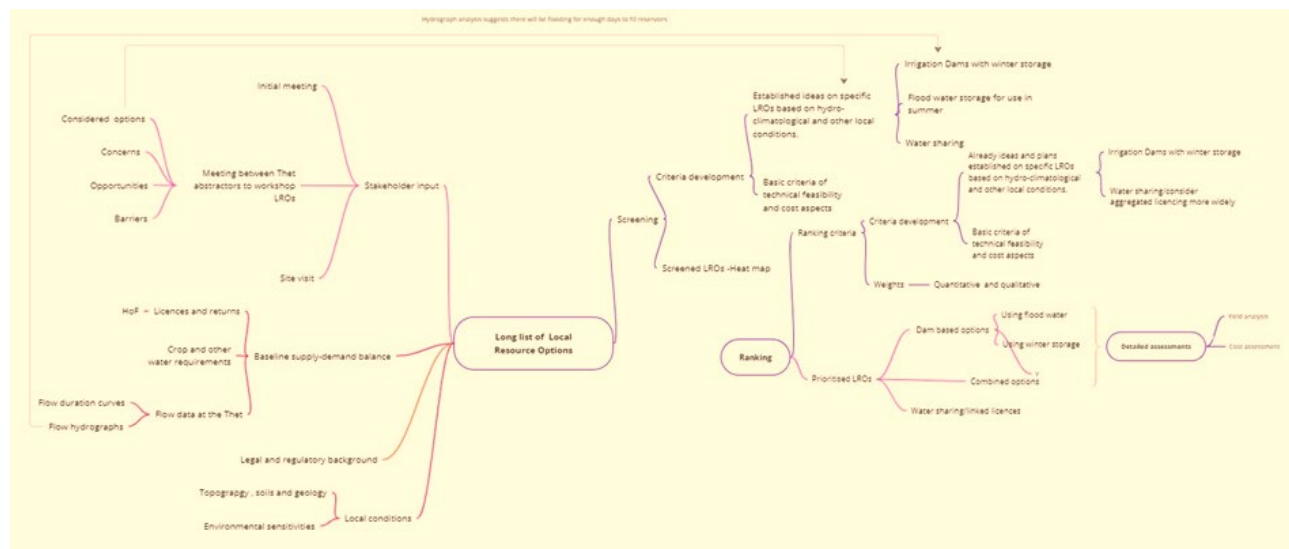 Hydrograph analysis suggests there will be flooding for enough days to fill reservoirs
Initial meeting
Considered options
Concerns
Opportunities
Barriers
Meeting between Thet
abstractors to workshop
LROs
Stakeholder input
Site visit
HoF
Licences and returns
Crop and other
water requirements
Baseline supply-demand balance
Flow duration curves
Flow hydrographs
Flow data at the Thet
Legal and regulatory background
Topograpgy , soils and geology
Environmental sensitivities
Local conditions
Long list of Local
Resource Options
Screening
Criteria development
Established ideas on specific
LROs based on hydro-
climatological and other local
conditions.
Irrigation Dams with winter storage
Flood water storage for use in
summer
Water sharing
Basic criteria of
technical feasibility
and cost aspects
Screened LROs -Heat map
Ranking
Ranking criteria
Criteria development
Already ideas and plans
established on specific LROs
based on hydro-climatological
and other local conditions.
Irrigation Dams with winter storage
Water sharing/consider
aggregated licencing more widely
Basic criteria of
technical feasibility
and cost aspects
Weights
Quantitative and qualitative
Prioritised LROs
Dam based options
Using flood water
Using winter storage
Combined options
Water sharing/linked licences
Detailed assessments
Yield analysis
Cost assessment